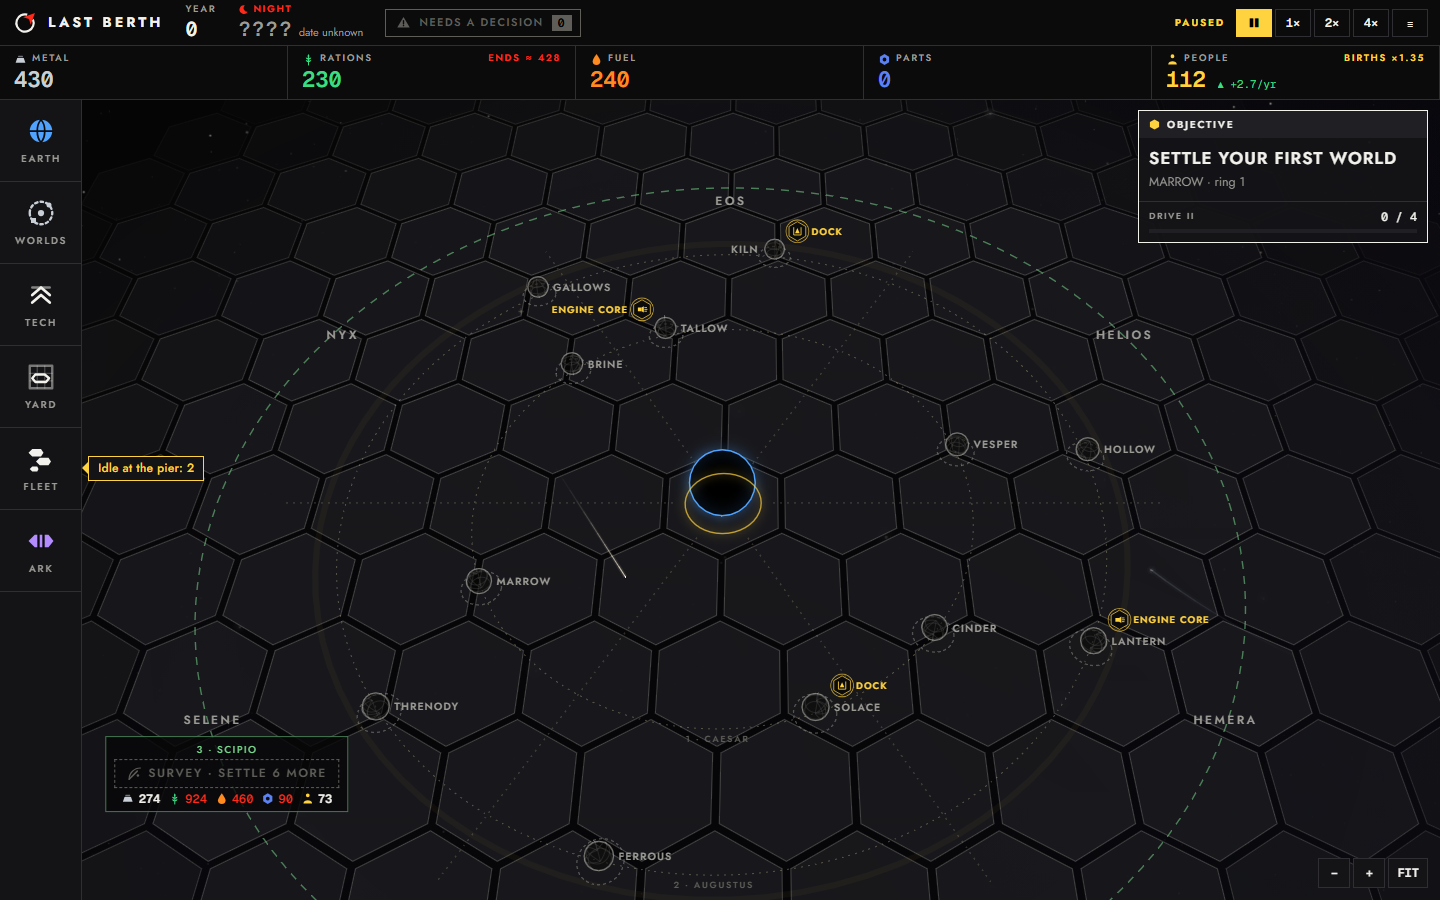 LAST BERTH
YEAR
0
NIGHT
???? date unknown
NEEDS A DECISION 0
PAUSED
1×
2×
4×
METAL
430
RATIONS
ENDS ≈ 428
230
FUEL
240
PARTS
0
PEOPLE
BIRTHS ×1.35
112 ▲ +2.7/yr
EARTH
WORLDS
TECH
YARD
FLEET
ARK
Idle at the pier: 2
OBJECTIVE
SETTLE YOUR FIRST WORLD
MARROW · ring 1
DRIVE II
0 / 4
EOS
DOCK
KILN
GALLOWS
ENGINE CORE
NYX
TALLOW
HELIOS
BRINE
VESPER
HOLLOW
MARROW
ENGINE CORE
CINDER
LANTERN
DOCK
THRENODY
SOLACE
SELENE
HEMERA
1 · CAESAR
3 · SCIPIO
SURVEY · SETTLE 6 MORE
274 924 460 90 73
FERROUS
2 · AUGUSTUS
−
+
FIT